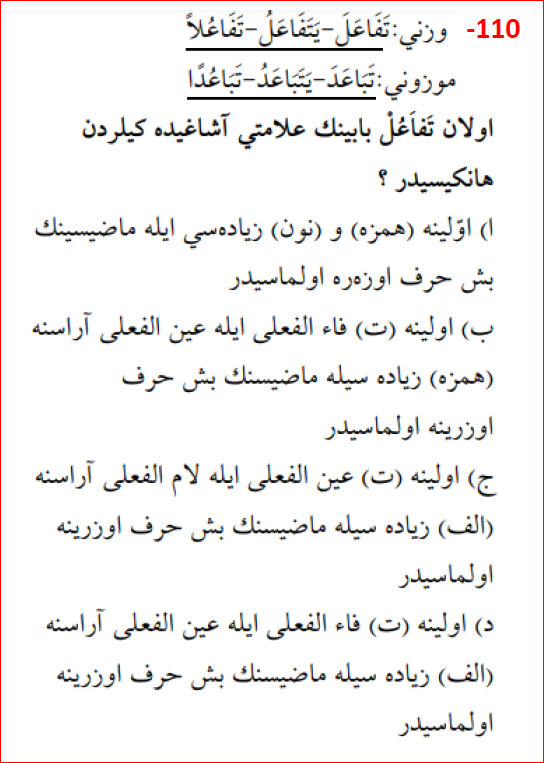 110- وزني:تَفَاعَلَ-يَتَفَاعَلُ-تَفَاعُلاً
موزوني:تَبَاعَدَ-يَتَبَاعَدُ-تَبَاعُدًا
اولان تَفاَعُلْ بابينك علامتي آشاغيده كيلردن
هانكيسيدر ؟
ا) اوّلينه (همزه) و (نون) زياده‌سي ايله ماضيسينك
بش حرف اوزەره اولماسيدر
ب) اولينه (ت) فاء الفعلى ايله عين الفعلى آراسنه
(همزه) زياده سيله ماضيسنك بش حرف
اوزرينه اولماسيدر
ج) اولينه (ت) عين الفعلى ايله لام الفعلى آراسنه
(الف) زياده سيله ماضيسنك بش حرف اوزرينه
اولماسيدر
د) اولينه (ت) فاء الفعلى ايله عين الفعلى آراسنه
(الف) زياده سيله ماضيسنك بش حرف اوزرينه
اولماسيدر